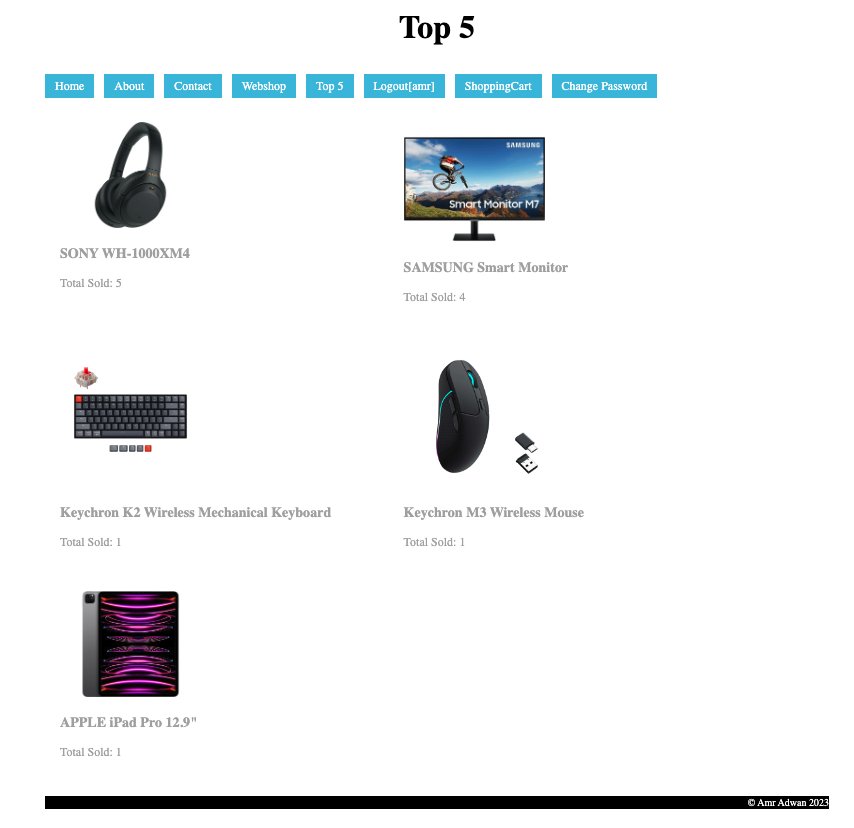 Top 5
Home About Contact Webshop Top 5 Logout[amr] ShoppingCart Change Password
SAMSUNG
Smart Monitor M7
SONY WH-1000XM4
Total Sold: 5
SAMSUNG Smart Monitor
Total Sold: 4
Keychron K2 Wireless Mechanical Keyboard
Total Sold: 1
Keychron M3 Wireless Mouse
Total Sold: 1
APPLE iPad Pro 12.9"
Total Sold: 1
© Amr Adwan 2023